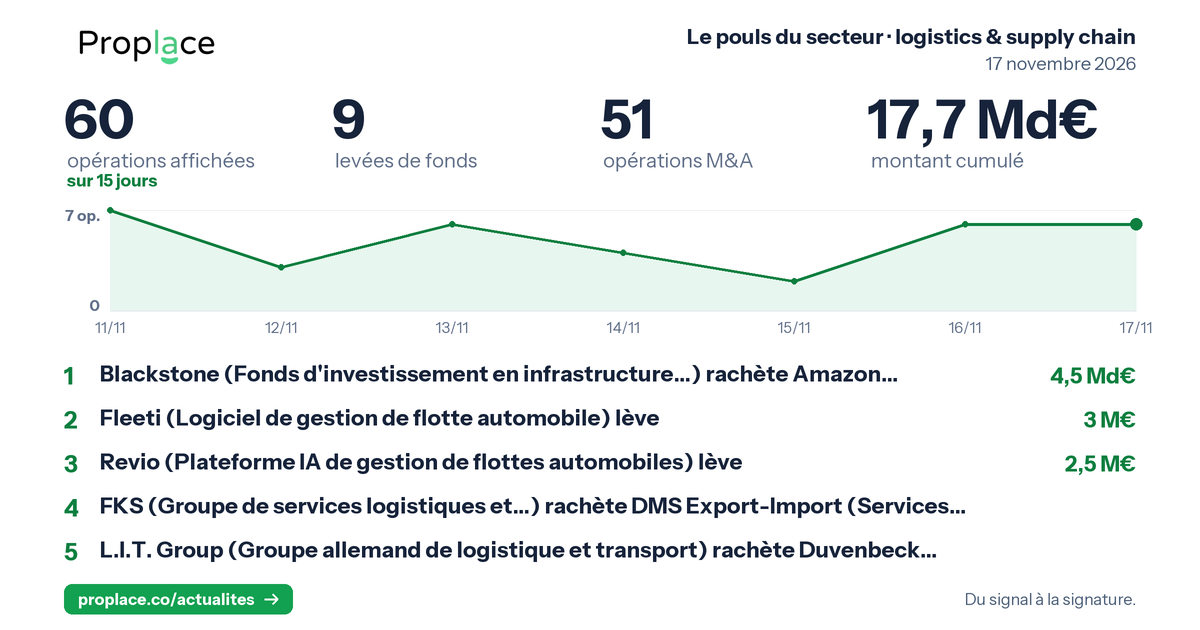 Proplace
Le pouls du secteur · logistics & supply chain
17 novembre 2026
60
opérations affichées
sur 15 jours
9
levées de fonds
51
opérations M&A
17,7 Md€
montant cumulé
7 op.
0
11/11
12/11
13/11
14/11
15/11
16/11
17/11
1 Blackstone (Fonds d'investissement en infrastructure...) rachète Amazon... 4,5 Md€
2 Fleeti (Logiciel de gestion de flotte automobile) lève 3 M€
3 Revio (Plateforme IA de gestion de flottes automobiles) lève 2,5 M€
4 FKS (Groupe de services logistiques et...) rachète DMS Export-Import (Services...
5 L.I.T. Group (Groupe allemand de logistique et transport) rachète Duvenbeck...
proplace.co/actualites →
Du signal à la signature.